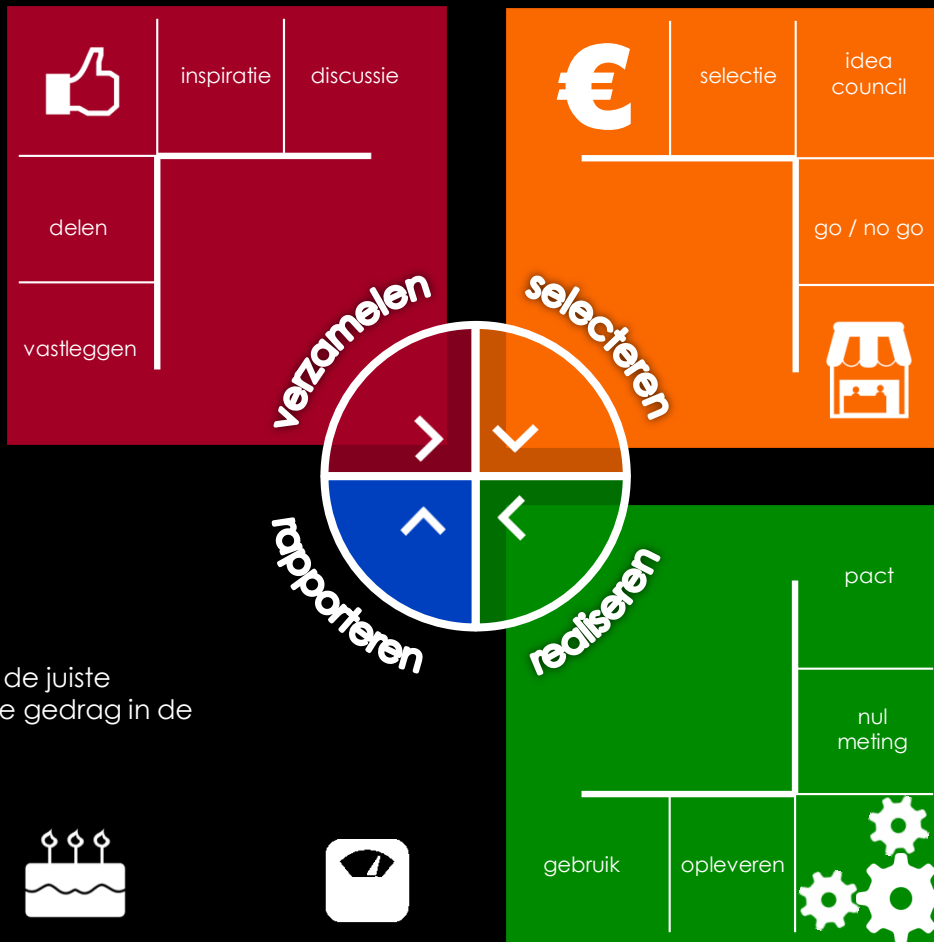 inspiratie
discussie
delen
vastleggen
€
selectie
idea
council
go / no go
verzamelen
selecteren
rapporteren
realiseren
de juiste
e gedrag in de
pact
nul
meting
gebruik
opleveren